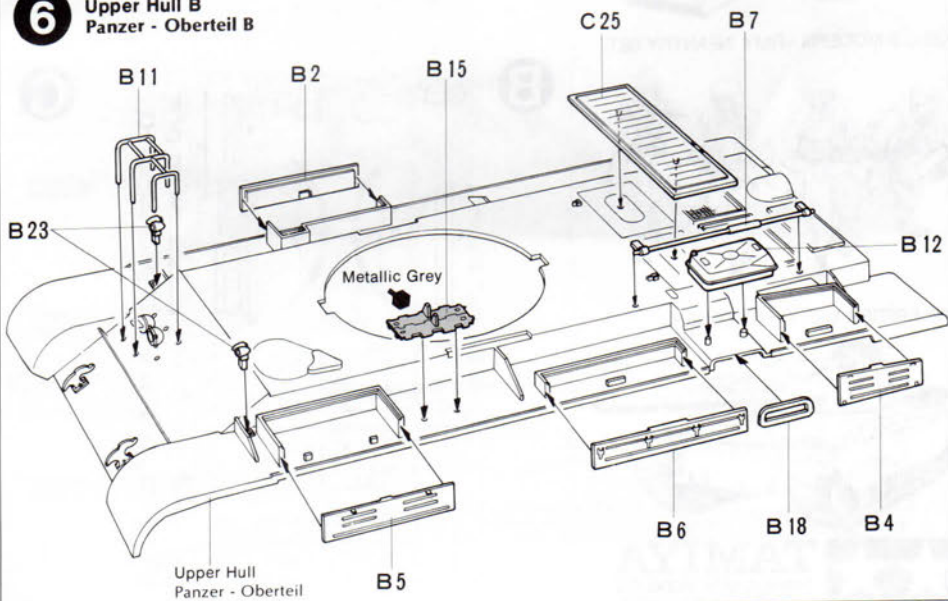 6
Upper Hull B
Panzer - Oberteil B
C 25
B 7
B 11
B 2
B 15
B 23
Metallic Grey
B 12
B 6
B 18
B 4
B 5
Upper Hull
Panzer - Oberteil
TAMIYA